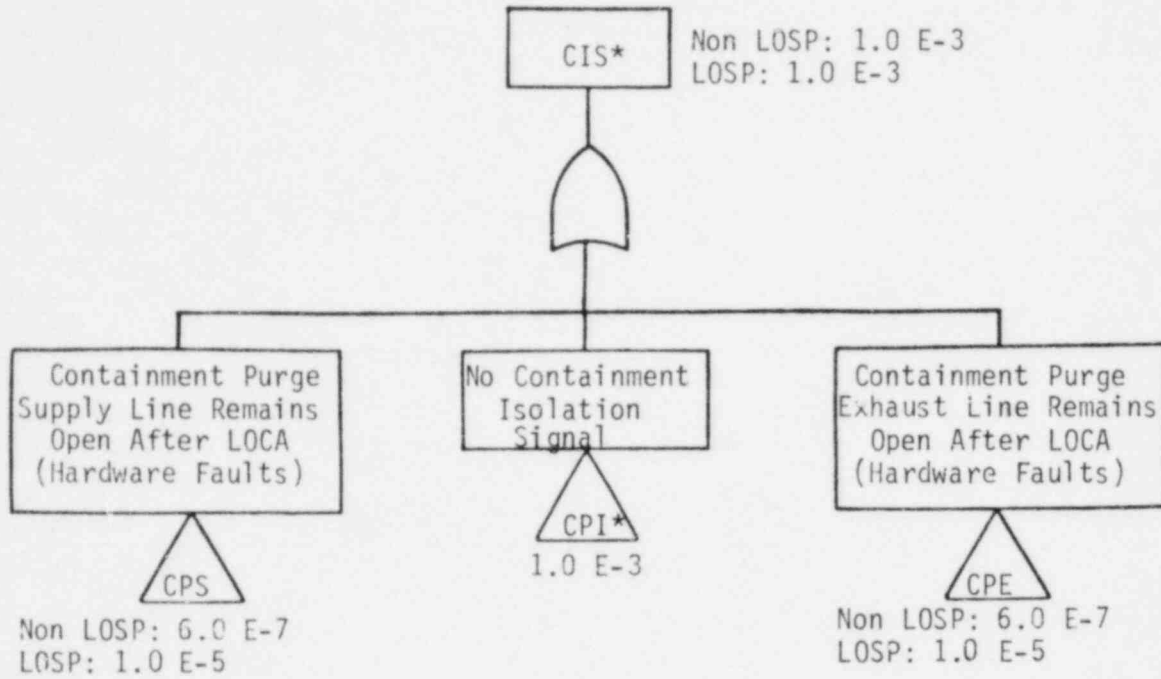 CIS*
Non LOSP: 1.0 E-3
LOSP: 1.0 E-3
Containment Purge
Supply Line Remains
Open After LOCA
(Hardware Faults)
CPS
Non LOSP: 6.0 E-7
LOSP: 1.0 E-5
No Containment
Isolation
Signal
CPI*
1.0 E-3
Containment Purge
Exhaust Line Remains
Open After LOCA
(Hardware Faults)
CPE
Non LOSP: 6.0 E-7
LOSP: 1.0 E-5